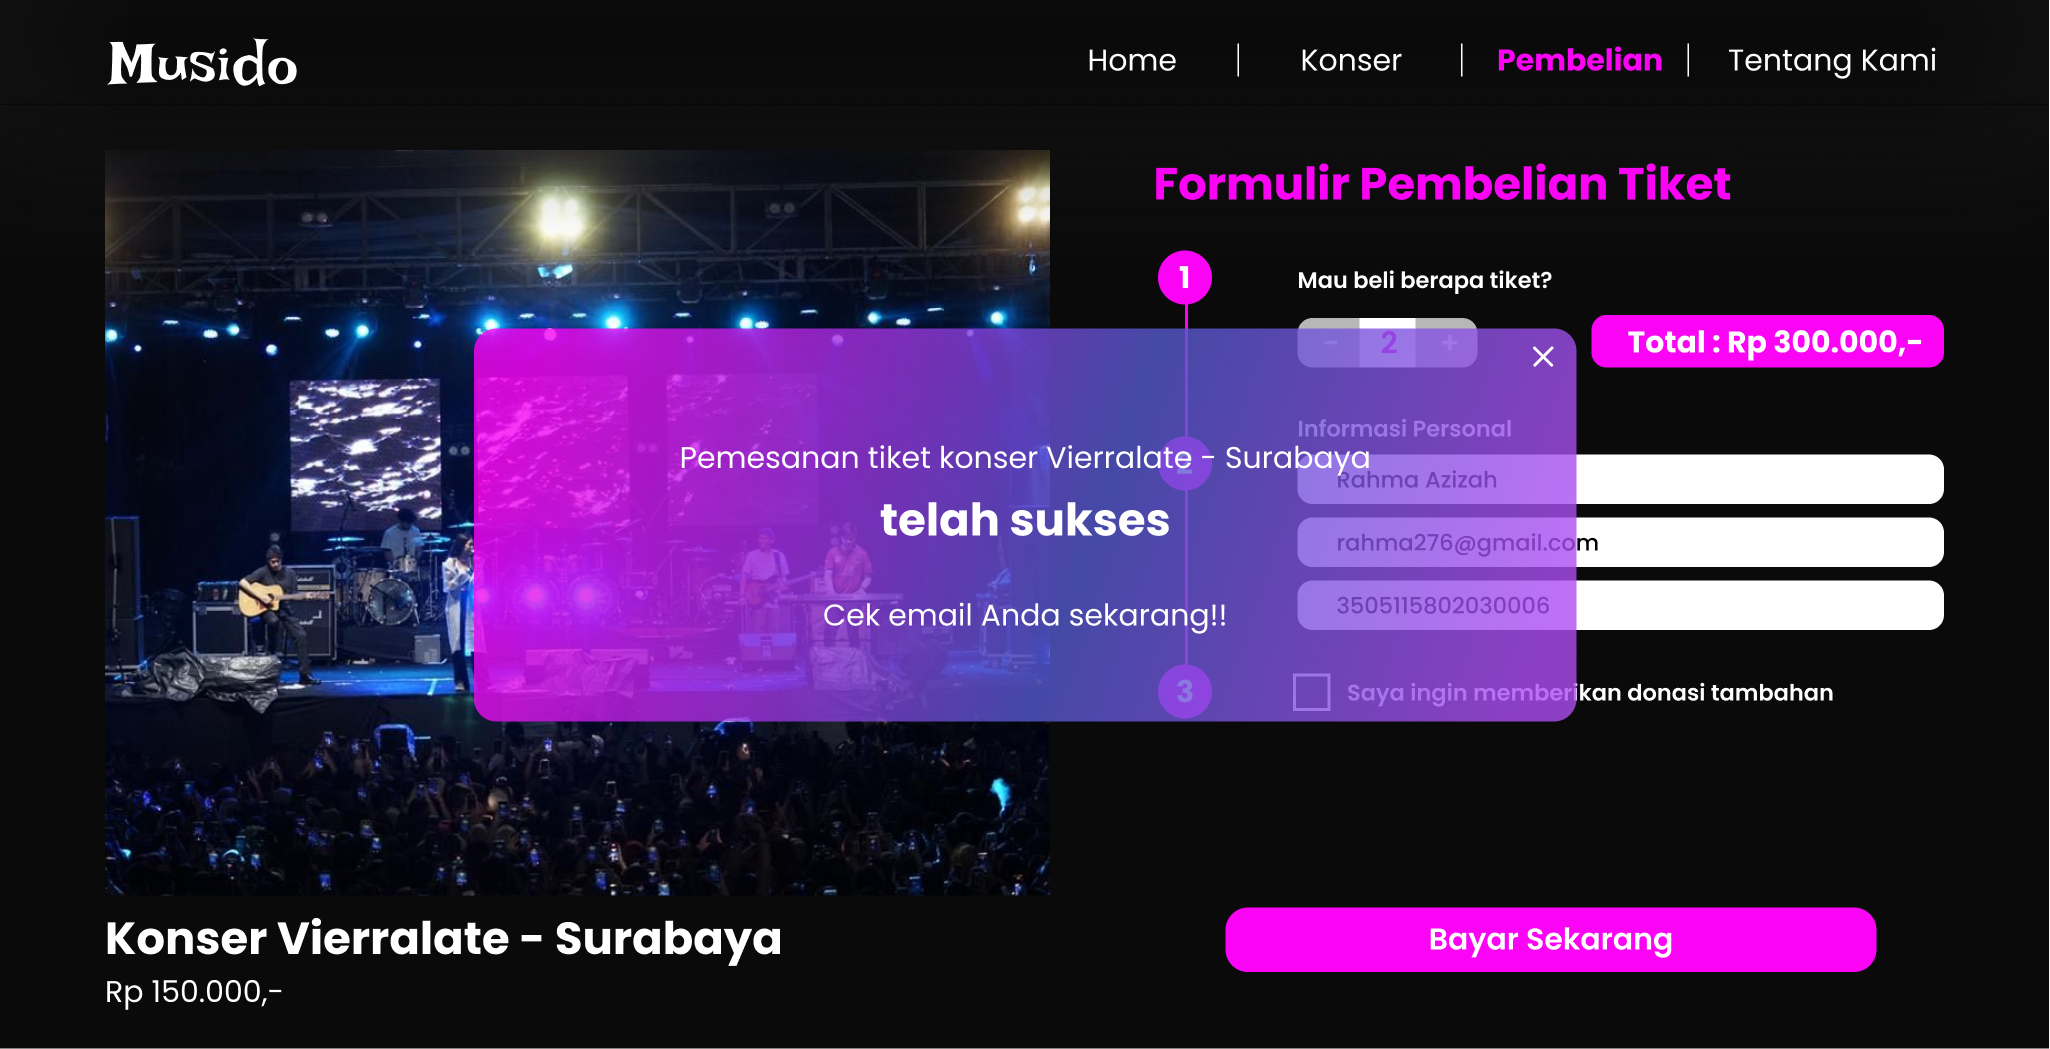 Musido
Home
Konser
Pembelian
Tentang Kami
Formulir Pembelian Tiket
1
Mau beli berapa tiket?
- 2 +
Total : Rp 300.000,-
Pemesanan tiket konser Vierralate - Surabaya
telah sukses
Cek email Anda sekarang!!
2
Informasi Personal
Rahma Azizah
rahma276@gmail.com
3505115802030006
3
Saya ingin memberikan donasi tambahan
Konser Vierralate - Surabaya
Rp 150.000,-
Bayar Sekarang